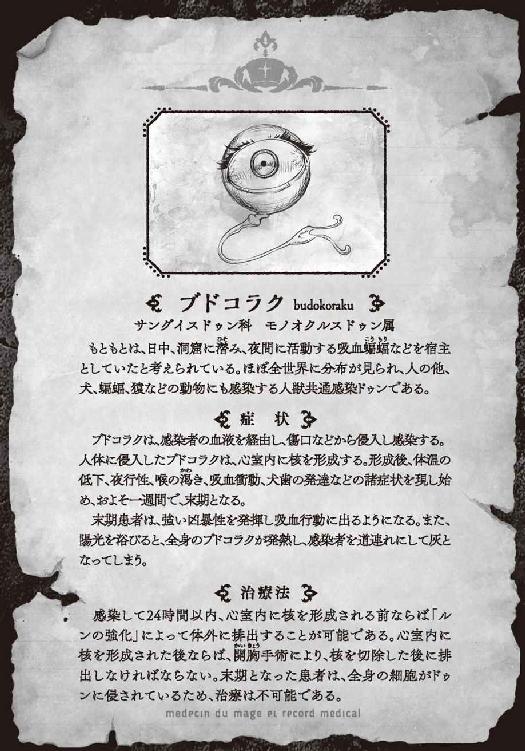 ブドコラク budokoraku
サングイスドゥン科 モノオクルスドゥン属
もともとは、日中、洞窟に潜み、夜間に活動する吸血蝙蝠などを宿主
としていたと考えられている。ほぼ全世界に分布が見られ、人の他、
犬、蝙蝠、猿などの動物にも感染する人獣共通感染ドゥンである。
症 状
ブドコラクは、感染者の血液を経由し、傷口などから侵入し感染する。
人体に侵入したブドコラクは、心室内に核を形成する。形成後、体温の
低下、夜行性、喉の渇き、吸血衝動、犬歯の発達などの諸症状を現し始
め、およそ一週間で、末期となる。
末期患者は、強い凶暴性を発揮し吸血行動に出るようになる。また、
陽光を浴びると、全身のブドコラクが発熱し、感染者を道連れにして灰と
なってしまう。
治療法
感染して24時間以内、心室内に核を形成される前ならば「ル
ンの強化」によって体外に排出することが可能である。心室内に
核を形成された後ならば、開胸手術により、核を切除した後に排
出しなければならない。末期となった患者は、全身の細胞がドゥ
ンに侵されているため、治療は不可能である。
medecin du mage et record medical